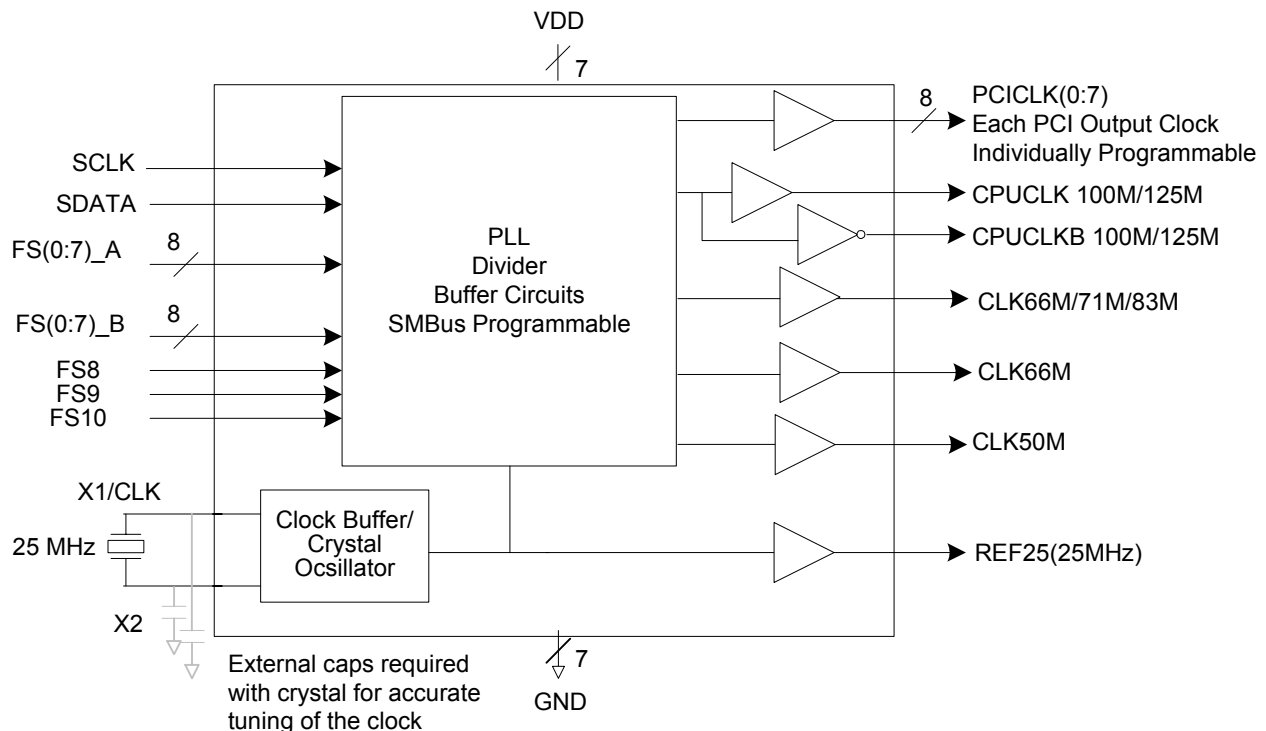 VDD
7
8
PCICLK(0:7)
Each PCI Output Clock
Individually Programmable
SCLK
SDATA
FS(0:7)_A
8
FS(0:7)_B
8
FS8
FS9
FS10
PLL
Divider
Buffer Circuits
SMBus Programmable
CPUCLK 100M/125M
CPUCLKB 100M/125M
CLK66M/71M/83M
CLK66M
CLK50M
X1/CLK
25 MHz
X2
Clock Buffer/
Crystal
Ocsillator
REF25(25MHz)
External caps required
with crystal for accurate
tuning of the clock
7
GND